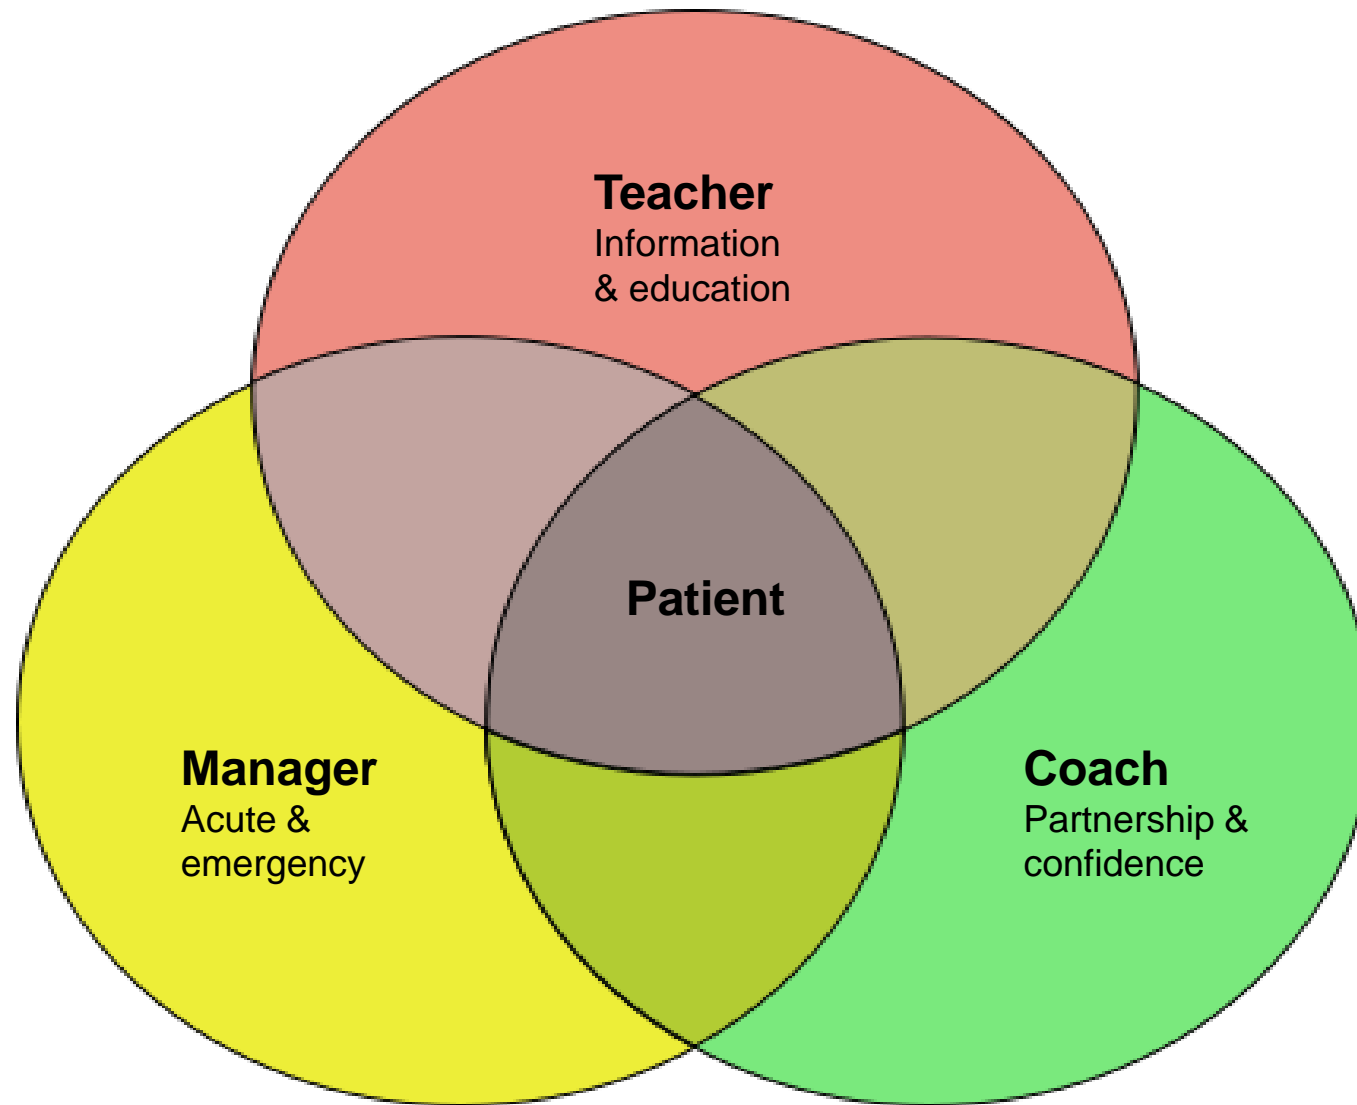 Teacher
Information
& education
Patient
Manager
Acute &
emergency
Coach
Partnership &
confidence